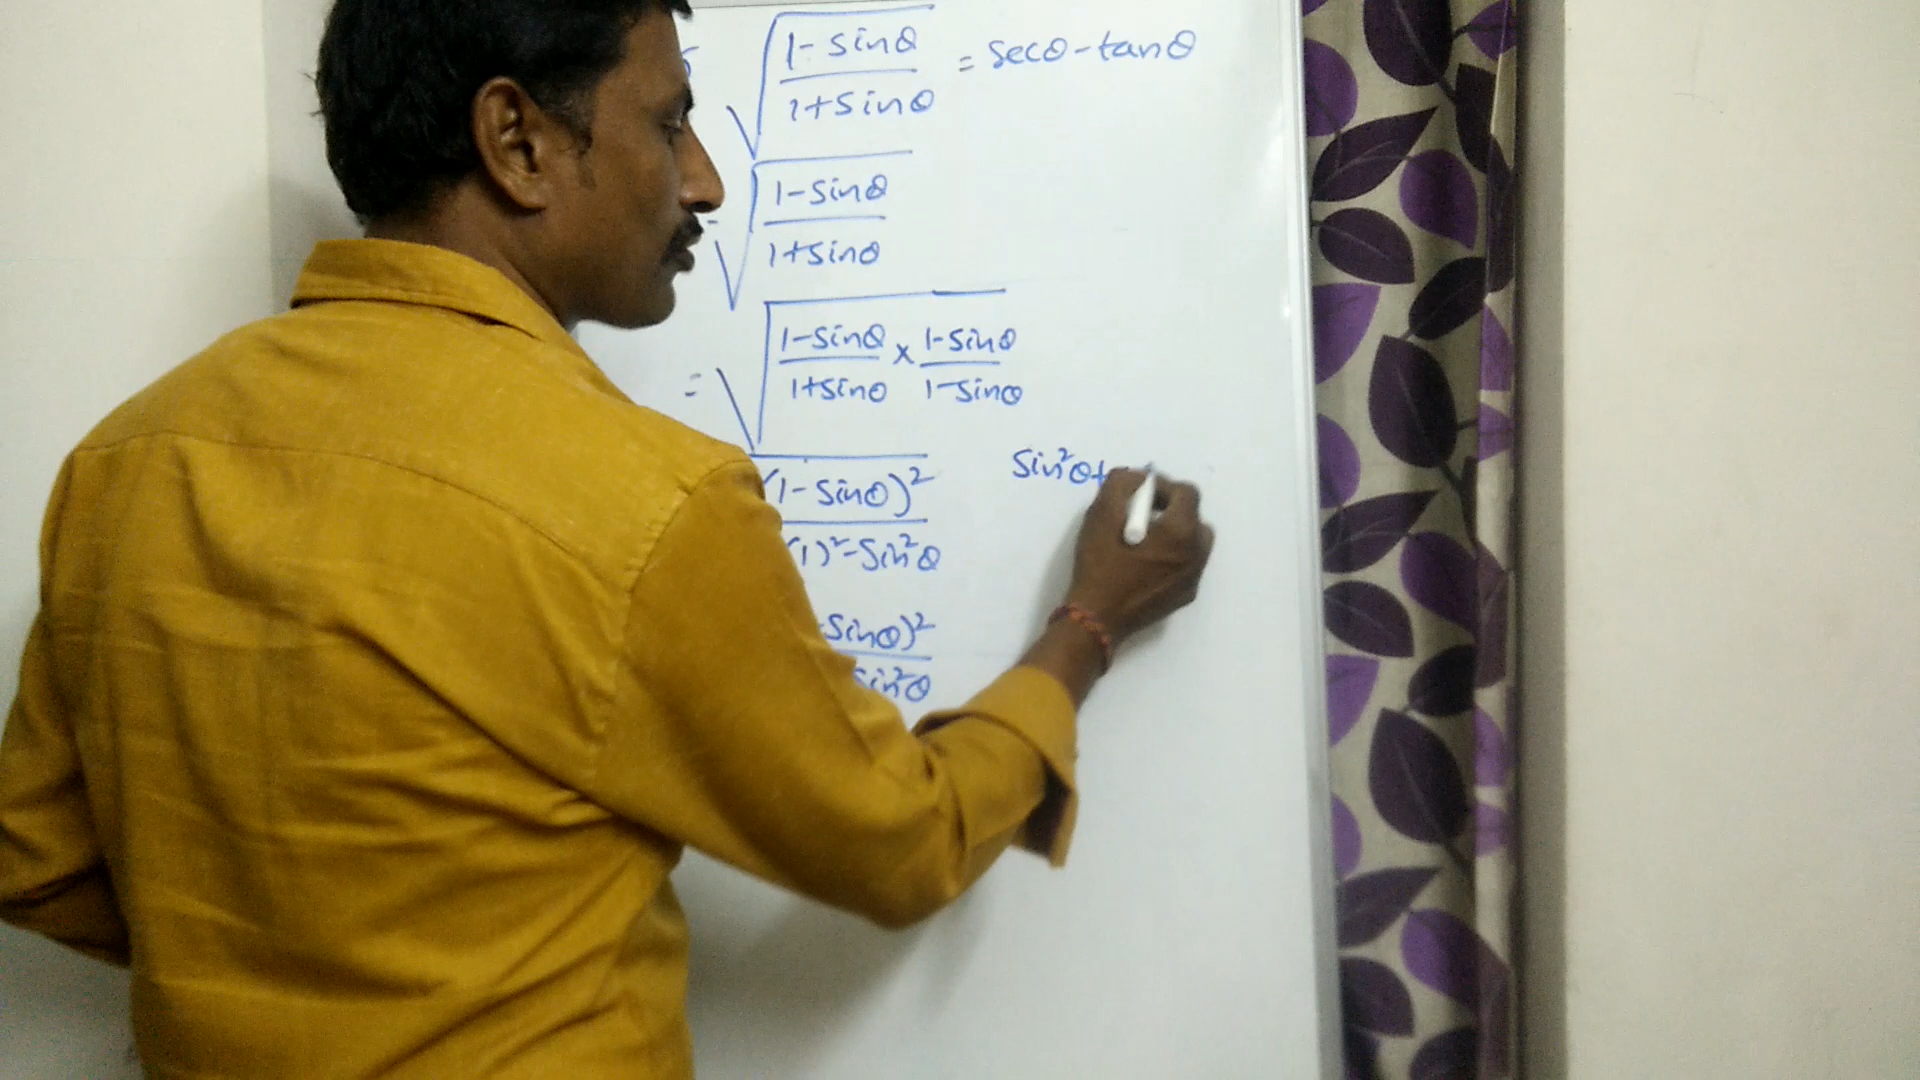 √(1-sinθ / 1+sinθ) = secθ-tanθ
√(1-sinθ / 1+sinθ)
= √(1-sinθ / 1+sinθ × 1-sinθ / 1-sinθ)
(1-sinθ)²
(1)²-sin²θ
sin²θ+
sinθ)²
sin²θ